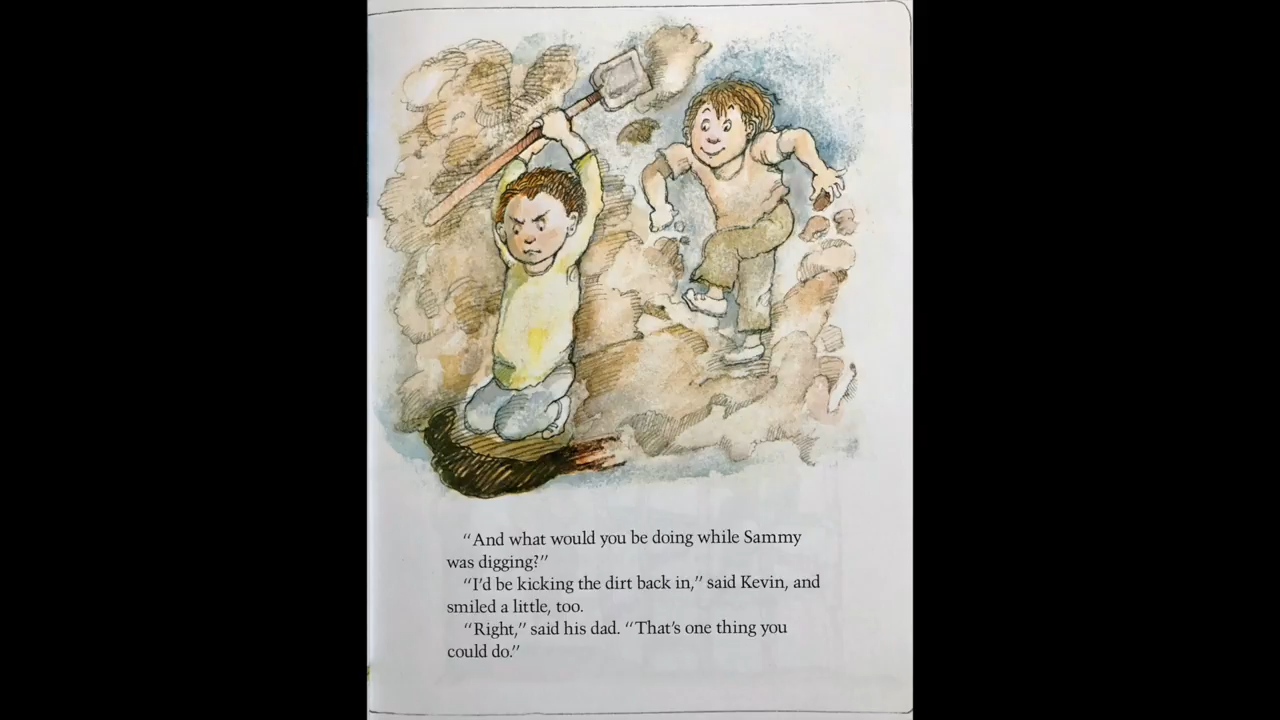 “And what would you be doing while Sammy
was digging?”
“I’d be kicking the dirt back in,” said Kevin, and
smiled a little, too.
“Right,” said his dad. “That’s one thing you
could do.”